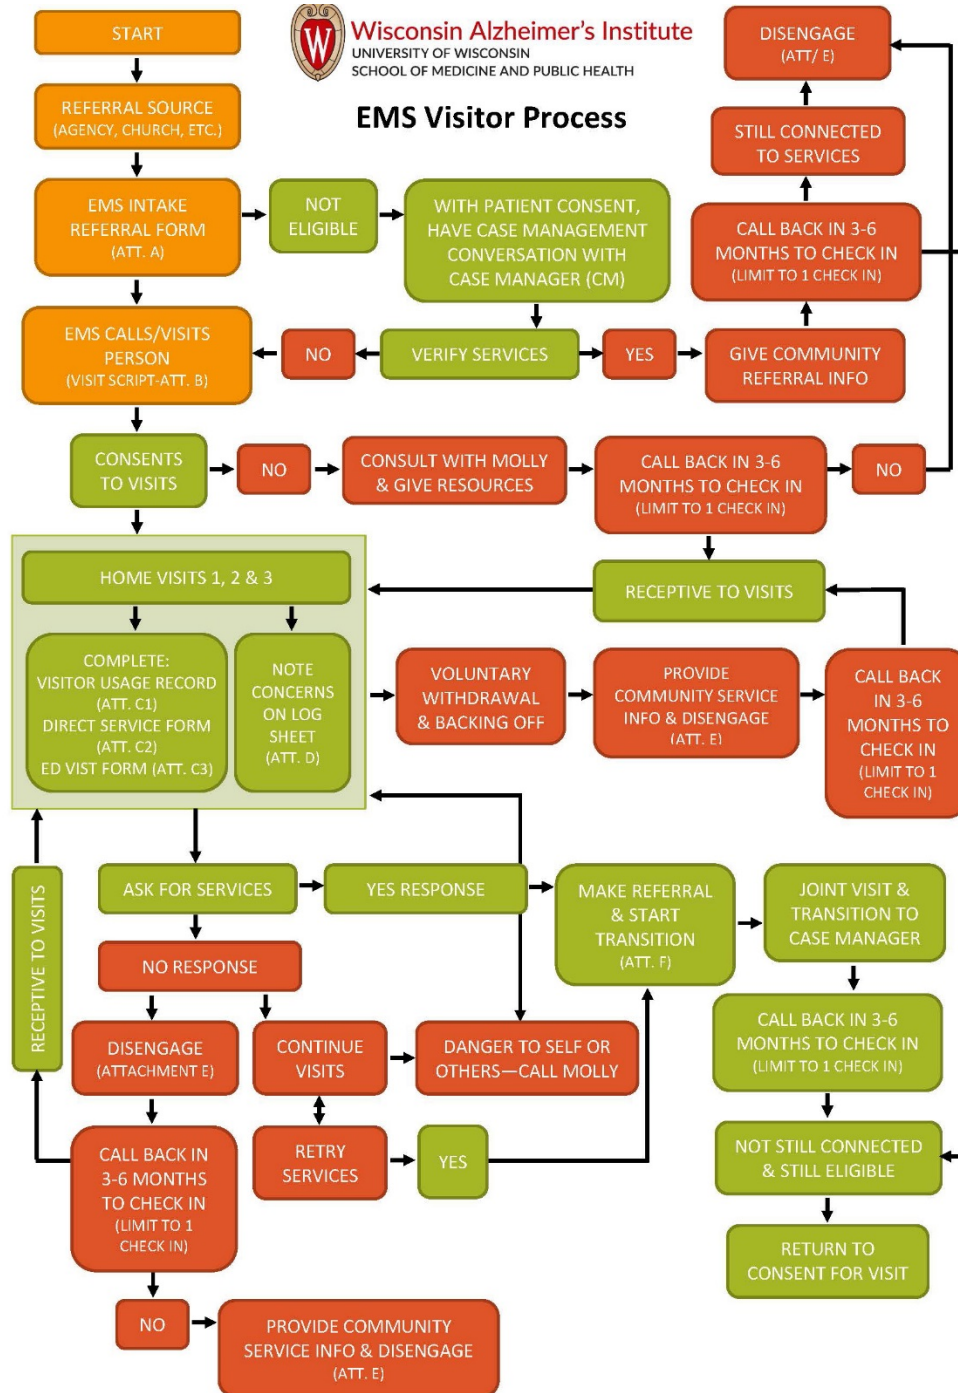 START
W
Wisconsin Alzheimer's Institute
UNIVERSITY OF WISCONSIN
SCHOOL OF MEDICINE AND PUBLIC HEALTH
EMS Visitor Process
DISENGAGE
(ATT/ E)
REFERRAL SOURCE
(AGENCY, CHURCH, ETC.)
STILL CONNECTED
TO SERVICES
EMS INTAKE
REFERRAL FORM
(ATT. A)
NOT
ELIGIBLE
WITH PATIENT CONSENT,
HAVE CASE MANAGEMENT
CONVERSATION WITH
CASE MANAGER (CM)
CALL BACK IN 3-6
MONTHS TO CHECK IN
(LIMIT TO 1 CHECK IN)
EMS CALLS/VISITS
PERSON
(VISIT SCRIPT-ATT. B)
NO
VERIFY SERVICES
YES
GIVE COMMUNITY
REFERRAL INFO
CONSENTS
TO VISITS
NO
CONSULT WITH MOLLY
& GIVE RESOURCES
CALL BACK IN 3-6
MONTHS TO CHECK IN
(LIMIT TO 1 CHECK IN)
NO
HOME VISITS 1, 2 & 3
RECEPTIVE TO VISITS
COMPLETE:
VISITOR USAGE RECORD
(ATT. C1)
DIRECT SERVICE FORM
(ATT. C2)
ED VIST FORM (ATT. C3)
NOTE
CONCERNS
ON LOG
SHEET
(ATT. D)
VOLUNTARY
WITHDRAWAL
& BACKING OFF
PROVIDE
COMMUNITY SERVICE
INFO & DISENGAGE
(ATT. E)
CALL BACK
IN 3-6
MONTHS TO
CHECK IN
(LIMIT TO 1
CHECK IN)
RECEPTIVE TO VISITS
ASK FOR SERVICES
YES RESPONSE
MAKE REFERRAL
& START
TRANSITION
(ATT. F)
JOINT VISIT &
TRANSITION TO
CASE MANAGER
NO RESPONSE
DISENGAGE
(ATTACHMENT E)
CONTINUE
VISITS
DANGER TO SELF OR
OTHERS—CALL MOLLY
CALL BACK IN 3-6
MONTHS TO CHECK IN
(LIMIT TO 1 CHECK IN)
CALL BACK IN
3-6 MONTHS
TO CHECK IN
(LIMIT TO 1
CHECK IN)
RETRY
SERVICES
YES
NOT STILL CONNECTED
& STILL ELIGIBLE
RETURN TO
CONSENT FOR VISIT
NO
PROVIDE COMMUNITY
SERVICE INFO & DISENGAGE
(ATT. E)